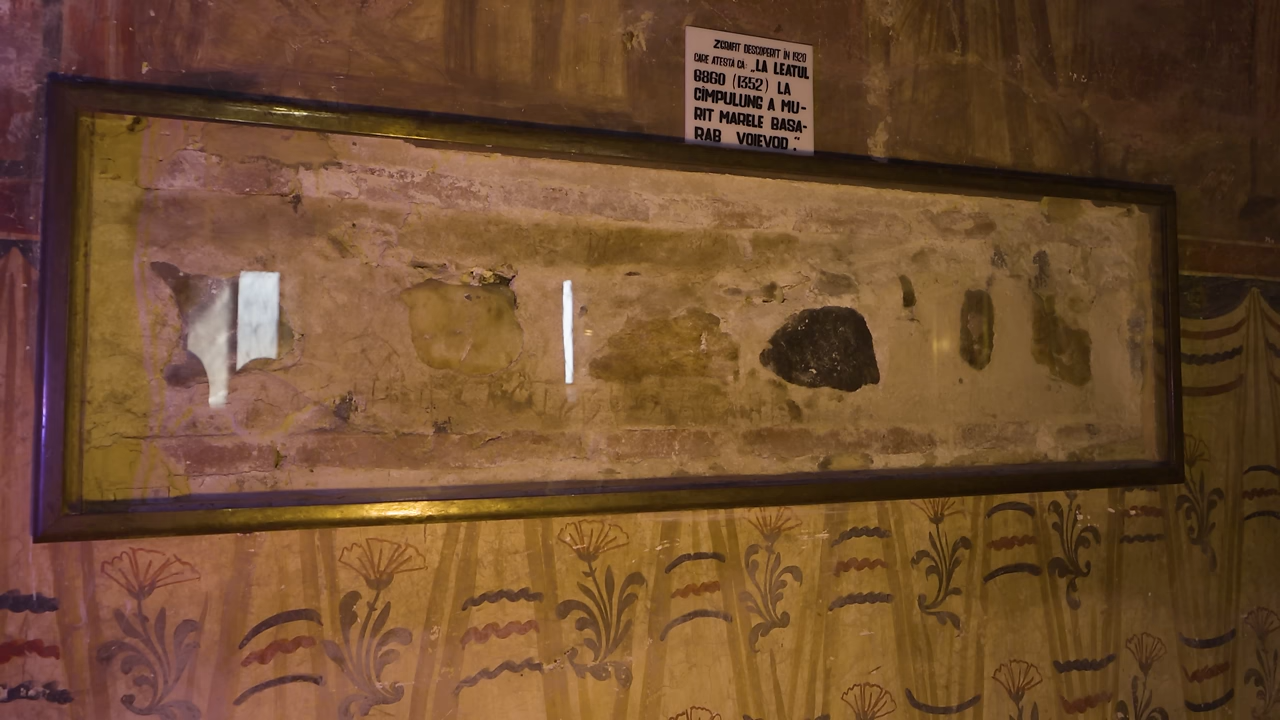 ZGRAFIT DESCOPERIT ÎN 1920
CARE ATESTĂ CĂ: „LA LEATUL
6860 (1352) LA
CÎMPULUNG A MU-
RIT MARELE BASA-
RAB VOIEVOD."